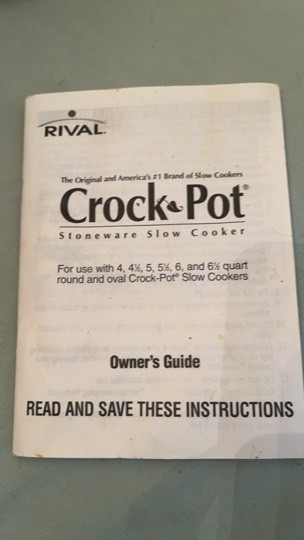 RIVAL®
The Original and America's #1 Brand of Slow Cookers
Crock Pot®
Stoneware Slow Cooker
For use with 4, 4½, 5, 5½, 6, and 6½ quart
round and oval Crock-Pot® Slow Cookers
Owner's Guide
READ AND SAVE THESE INSTRUCTIONS